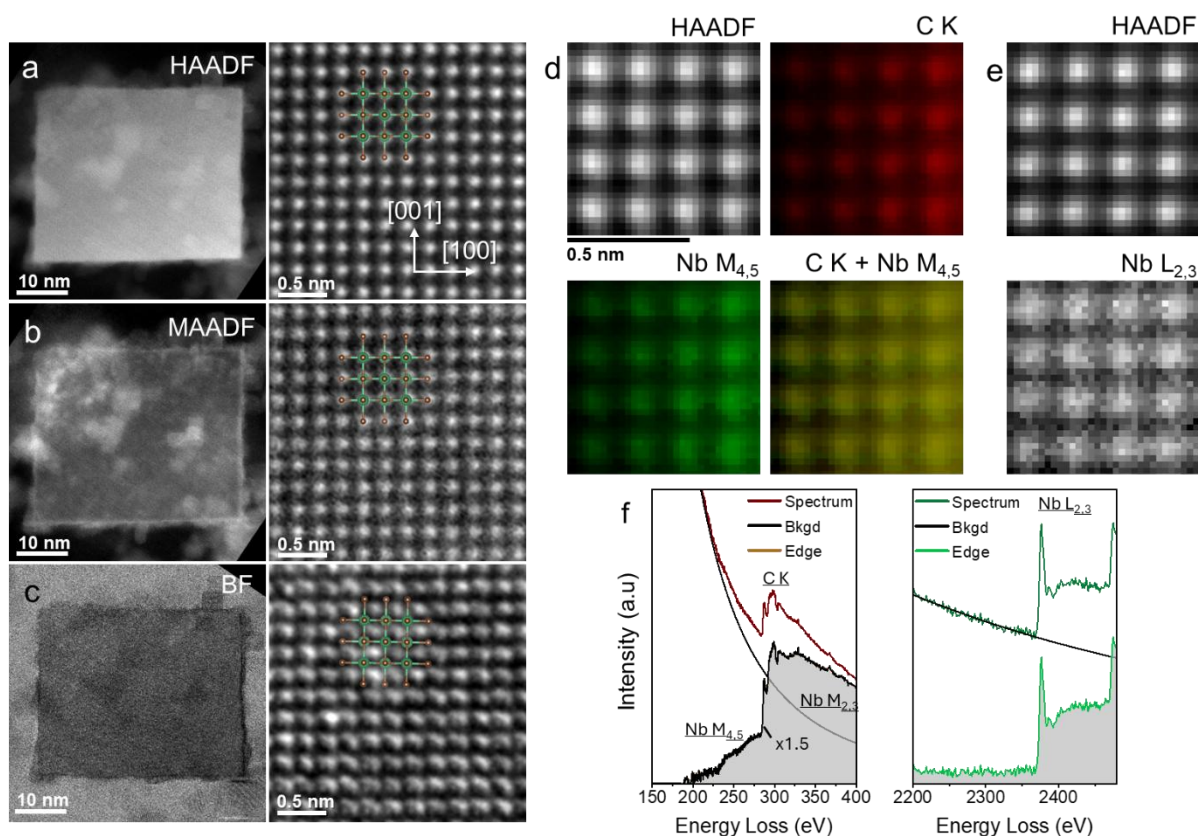 a
HAADF
10 nm
[001]
[100]
0.5 nm
b
MAADF
10 nm
0.5 nm
c
BF
10 nm
0.5 nm
HAADF
C K
d
0.5 nm
Nb M4,5
C K + Nb M4,5
HAADF
e
Nb L2,3
f
Intensity (a.u)
Spectrum
Bkgd
Edge
C K
Nb M4,5
Nb M2,3
x1.5
150 200 250 300 350 400
Energy Loss (eV)
Spectrum
Bkgd
Edge
Nb L2,3
2200 2300 2400
Energy Loss (eV)